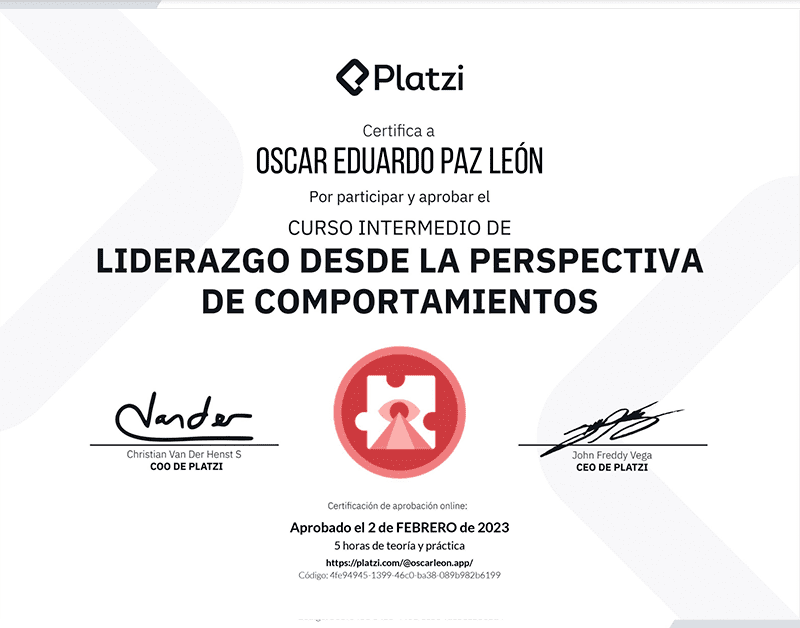 Platzi
Certifica a
OSCAR EDUARDO PAZ LEÓN
Por participar y aprobar el
CURSO INTERMEDIO DE
LIDERAZGO DESDE LA PERSPECTIVA
DE COMPORTAMIENTOS
Vander
Christian Van Der Henst S
COO DE PLATZI
John Freddy Vega
CEO DE PLATZI
Certificación de aprobación online:
Aprobado el 2 de FEBRERO de 2023
5 horas de teoría y práctica
https://platzi.com/@oscarleon.app/
Código: 4fe94945-1399-46c0-ba38-089b982b6199